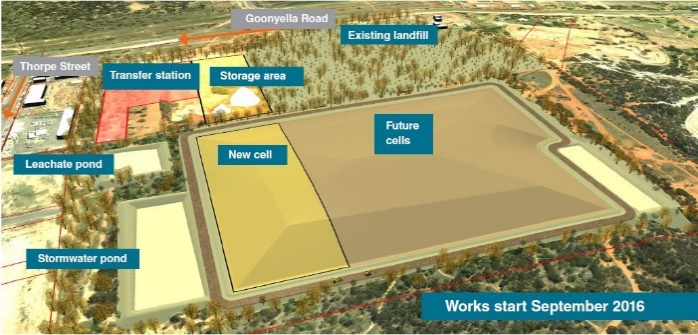 Goonyella Road
Existing landfill
Thorpe Street
Transfer station
Storage area
Future
cells
New cell
Leachate pond
Stormwater pond
Works start September 2016